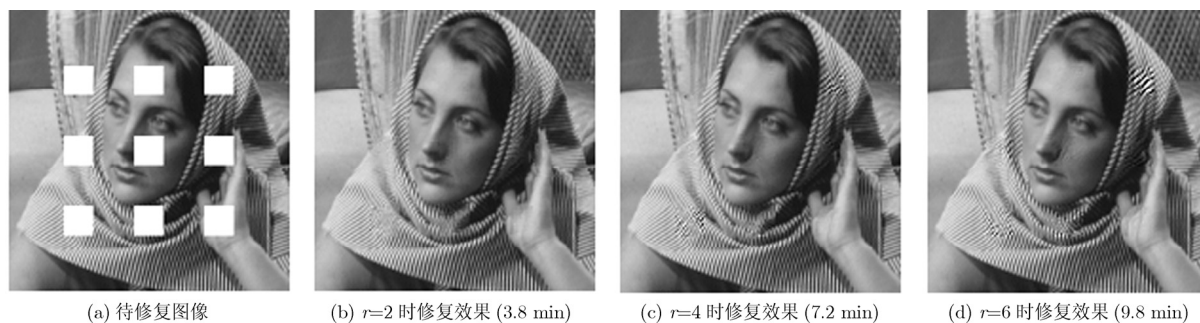 (a) 待修复图像
(b) r=2 时修复效果 (3.8 min)
(c) r=4 时修复效果 (7.2 min)
(d) r=6 时修复效果 (9.8 min)